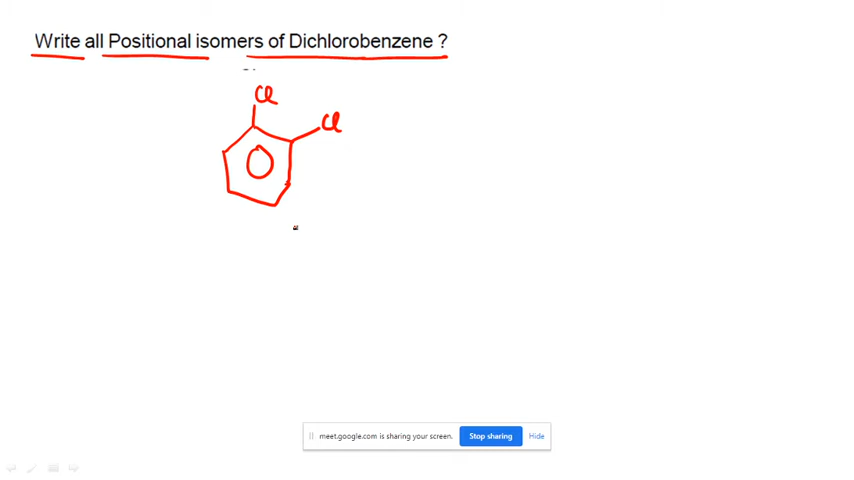 Write all Positional isomers of Dichlorobenzene ?
Cl
Cl
meet.google.com is sharing your screen. Stop sharing Hide